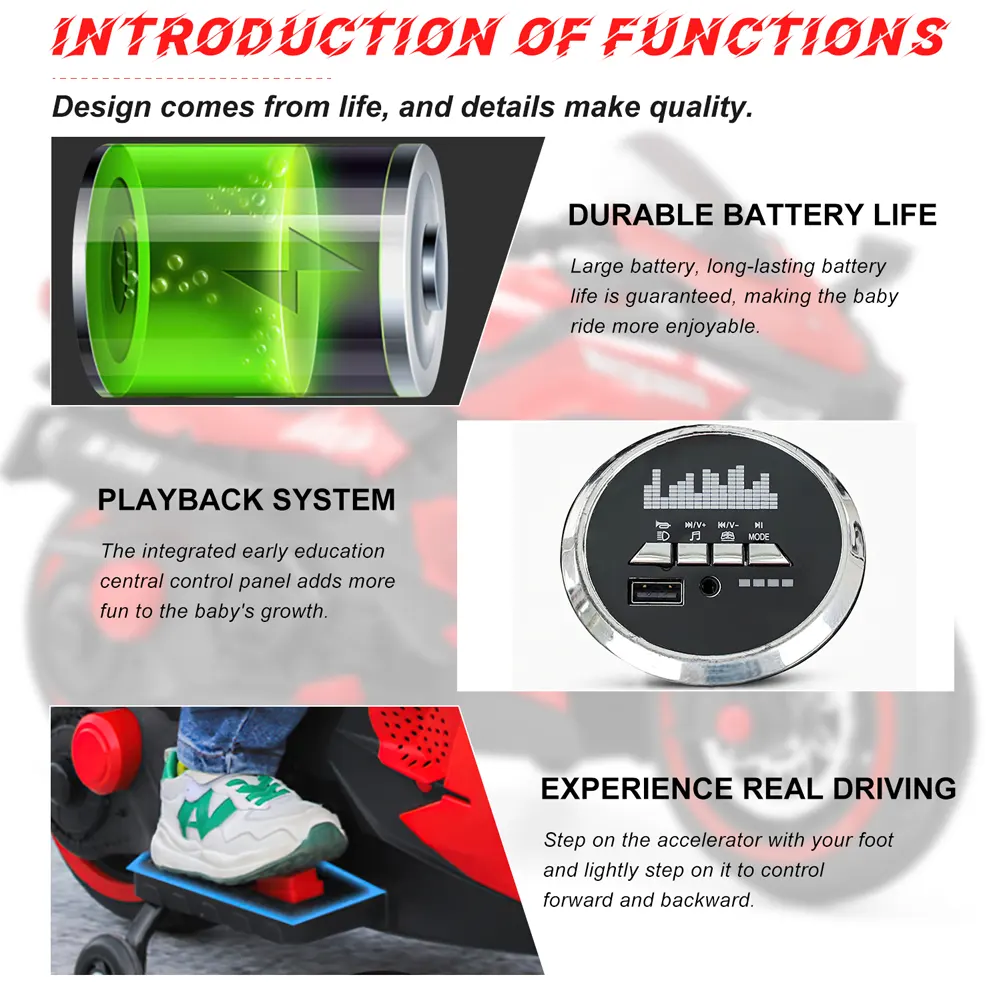 INTRODUCTION OF FUNCTIONS
Design comes from life, and details make quality.
DURABLE BATTERY LIFE
Large battery, long-lasting battery
life is guaranteed, making the baby
ride more enjoyable.
PLAYBACK SYSTEM
The integrated early education
central control panel adds more
fun to the baby's growth.
/V+ /V-
MODE
EXPERIENCE REAL DRIVING
Step on the accelerator with your foot
and lightly step on it to control
forward and backward.